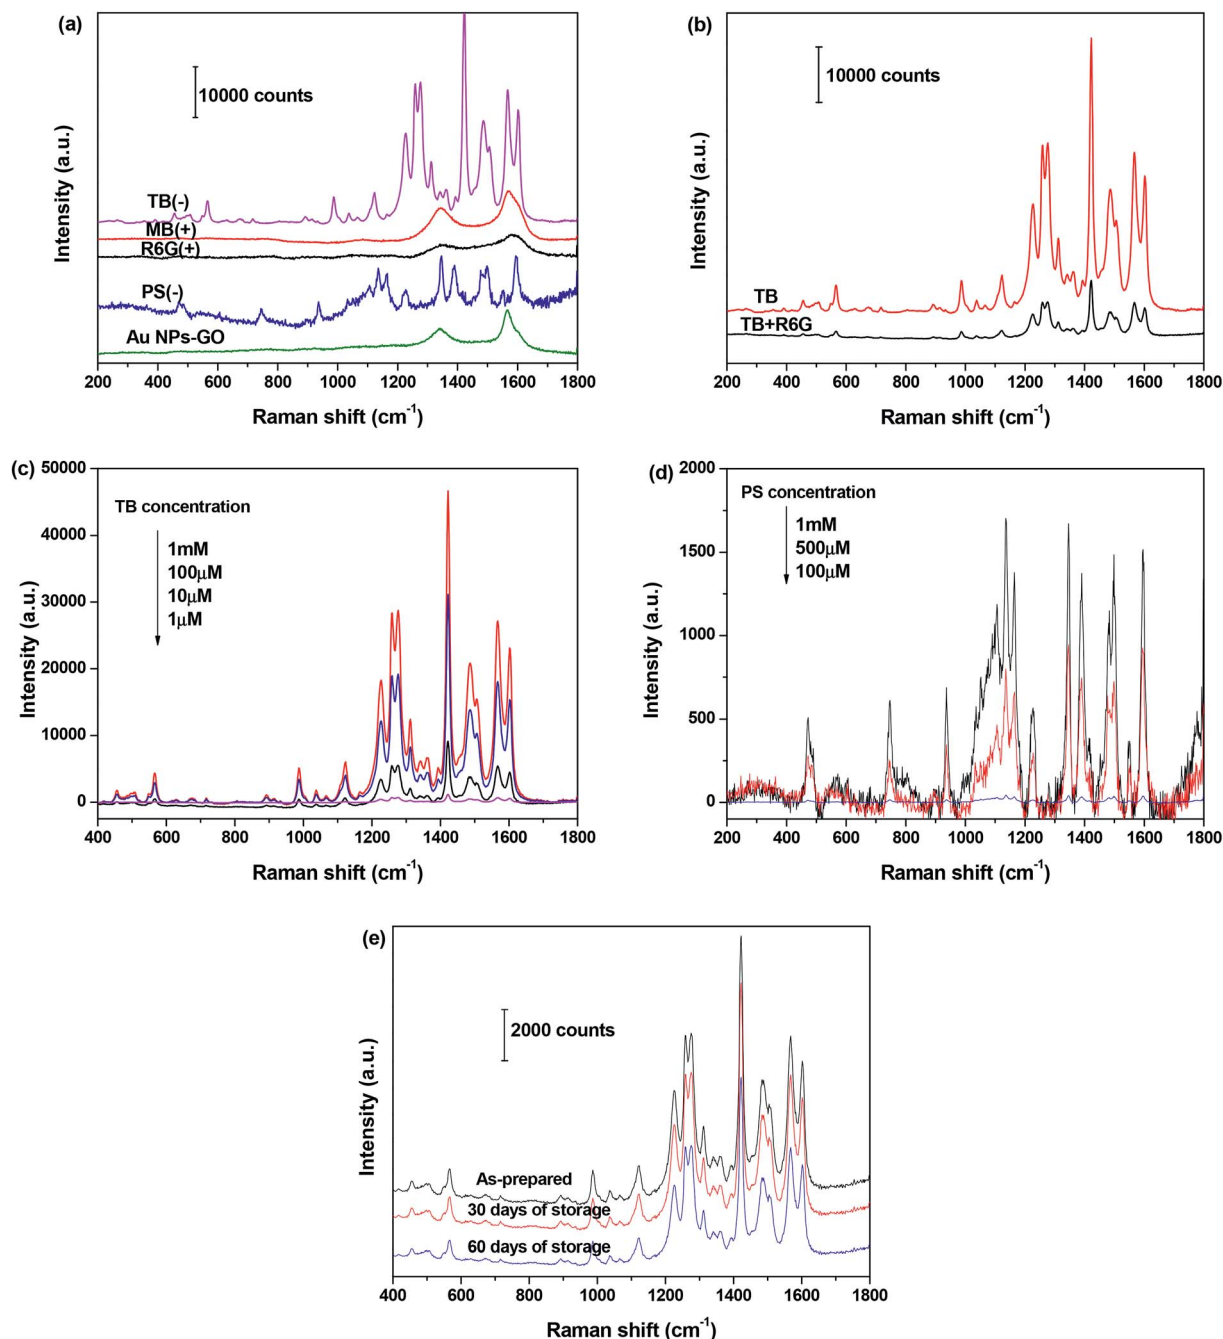 (a)
10000 counts
TB(-)
MB(+)
R6G(+)
PS(-)
Au NPs-GO
Intensity (a.u.)
200 400 600 800 1000 1200 1400 1600 1800
Raman shift (cm⁻¹)
(b)
10000 counts
TB
TB+R6G
Intensity (a.u.)
200 400 600 800 1000 1200 1400 1600 1800
Raman shift (cm⁻¹)
(c)
50000
40000
30000
20000
10000
0
TB concentration
1mM
100μM
10μM
1μM
Intensity (a.u.)
400 600 800 1000 1200 1400 1600
Raman shift (cm⁻¹)
(d)
2000
1500
1000
500
0
PS concentration
1mM
500μM
100μM
Intensity (a.u.)
200 400 600 800 1000 1200 1400 1600 1800
Raman shift (cm⁻¹)
(e)
2000 counts
As-prepared
30 days of storage
60 days of storage
Intensity (a.u.)
400 600 800 1000 1200 1400 1600 1800
Raman shift (cm⁻¹)